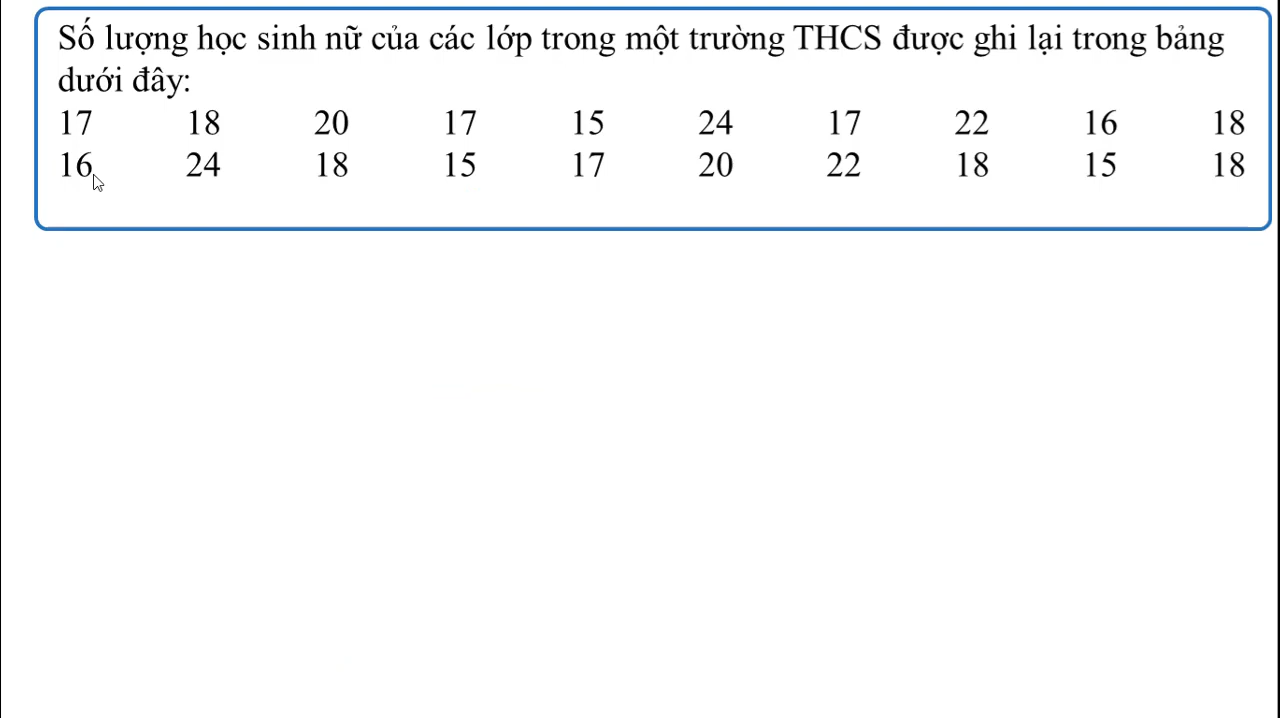 Số lượng học sinh nữ của các lớp trong một trường THCS được ghi lại trong bảng
dưới đây:
17 18 20 17 15 24 17 22 16 18
16 24 18 15 17 20 22 18 15 18